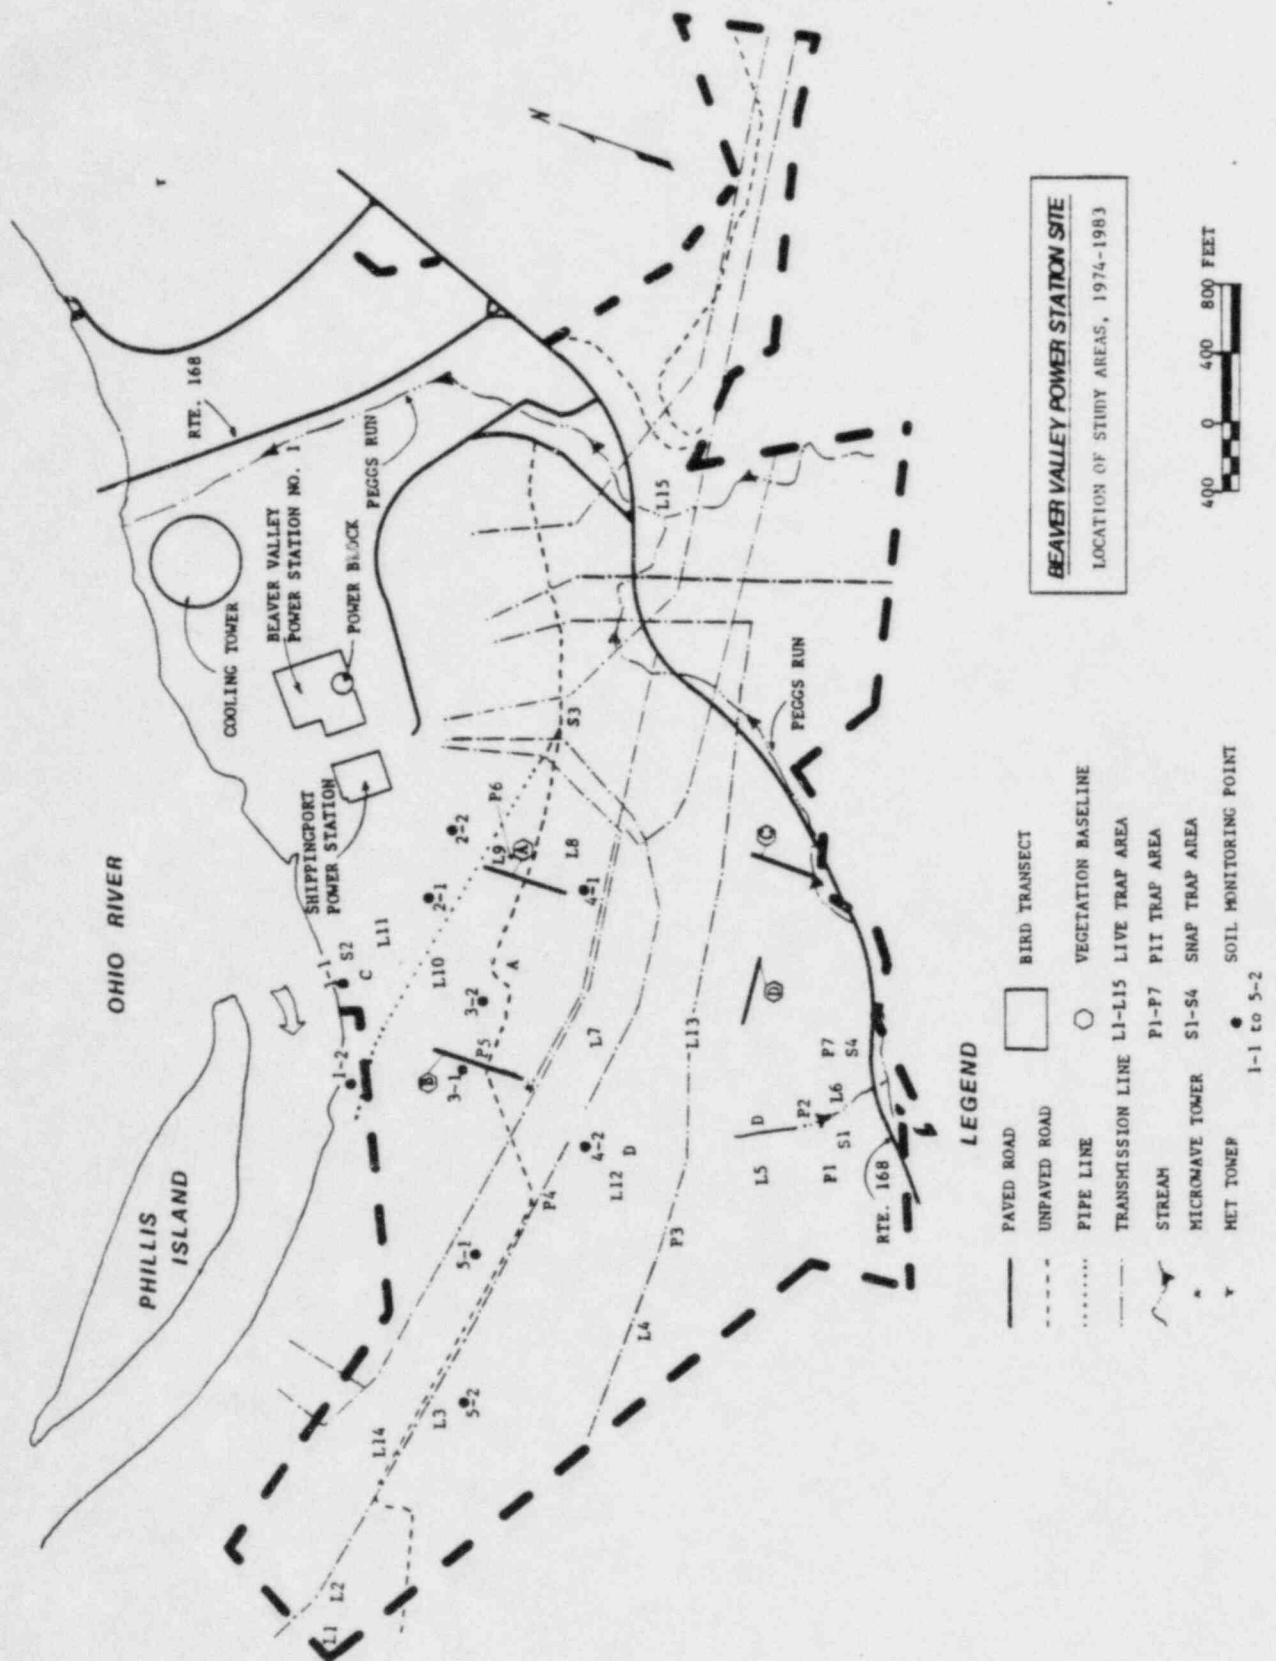 OHIO RIVER
PHILLIS
ISLAND
N
RTE. 168
COOLING TOWER
BEAVER VALLEY
POWER STATION NO. 1
POWER BLOCK
PEGGS RUN
SHIPPINGPORT
POWER STATION
1-1
S2
C
L11
1-2
2-1
2-2
L10
L9
P6
A
L8
4-1
S3
L15
3-2
A
P5
B
3-1
L7
L13
C
D
PEGGS RUN
4-2
D
L12
P4
5-1
P3
L4
L3
5-2
L14
L2
L1
D
L5
P2
L6
P7
S4
P1
S1
RTE. 168
LEGEND
PAVED ROAD
UNPAVED ROAD
PIPE LINE
TRANSMISSION LINE
STREAM
MICROWAVE TOWER
MET TOWER
BIRD TRANSECT
VEGETATION BASELINE
L1-L15 LIVE TRAP AREA
P1-P7 PIT TRAP AREA
S1-S4 SNAP TRAP AREA
SOIL MONITORING POINT
1-1 to 5-2
BEAVER VALLEY POWER STATION SITE
LOCATION OF STUDY AREAS, 1974-1983
400 0 400 800 FEET